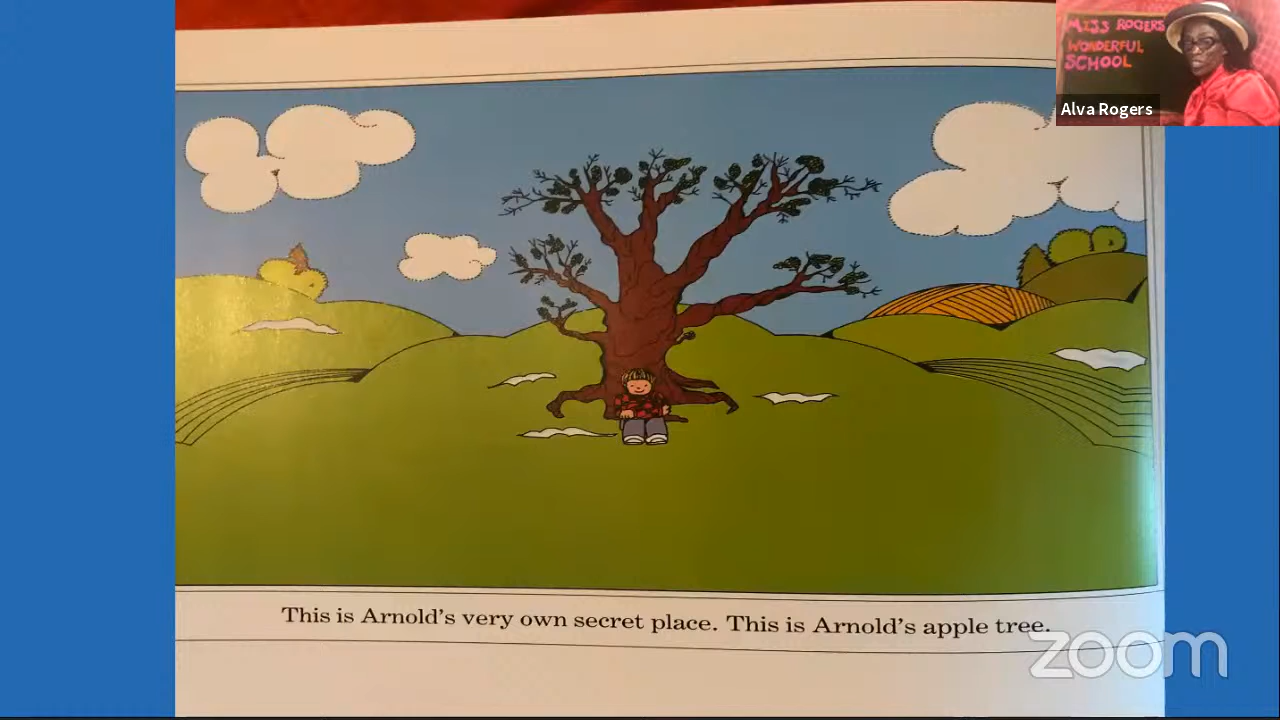 MISS ROGERS
WONDERFUL
SCHOOL
Alva Rogers
This is Arnold's very own secret place. This is Arnold's apple tree.
zoom